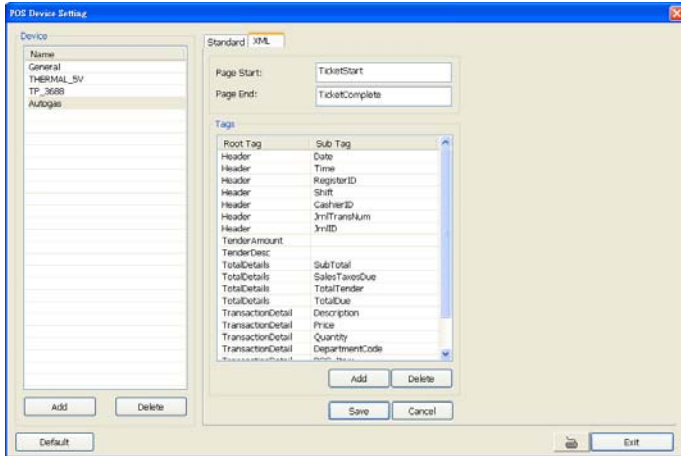 POS Device Setting
Device
Name
General
THERMAL_5V
TP_3688
Autogas
Add Delete
Standard XML
Page Start: TicketStart
Page End: TicketComplete
Tags
Root Tag Sub Tag
Header Date
Header Time
Header RegisterID
Header Shift
Header CashierID
Header JrnlTransNum
Header JrnlID
TenderAmount
TenderDesc
TotalDetails SubTotal
TotalDetails SalesTaxesDue
TotalDetails TotalTender
TotalDetails TotalDue
TransactionDetail Description
TransactionDetail Price
TransactionDetail Quantity
TransactionDetail DepartmentCode
Add Delete
Save Cancel
Default Exit